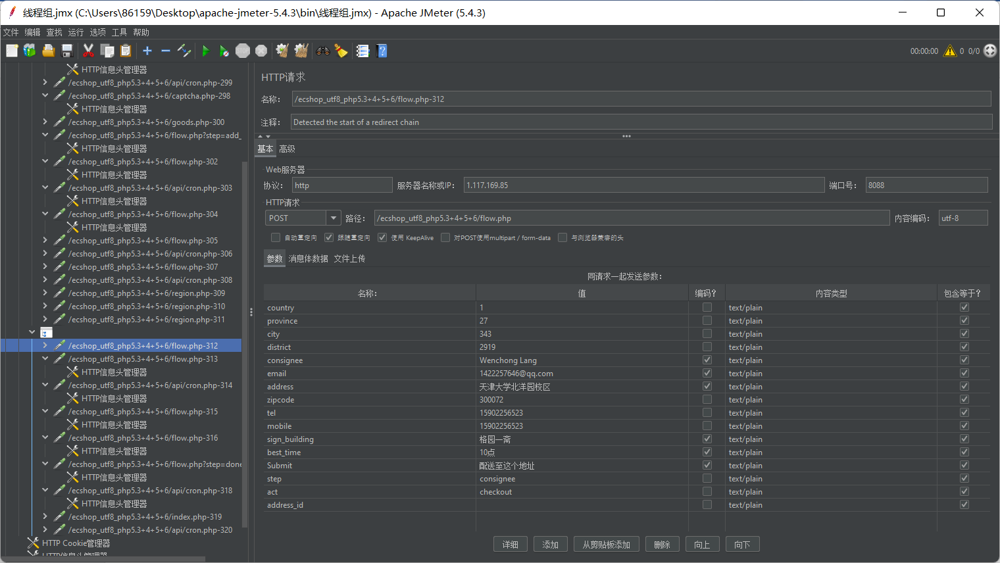 线程组.jmx (C:\Users\86159\Desktop\apache-jmeter-5.4.3\bin\线程组.jmx) - Apache JMeter (5.4.3)
文件 编辑 查找 运行 选项 工具 帮助
STOP
00:00:00 0 0/0
HTTP信息头管理器
/ecshop_utf8_php5.3+4+5+6/api/cron.php-299
/ecshop_utf8_php5.3+4+5+6/captcha.php-298
HTTP信息头管理器
/ecshop_utf8_php5.3+4+5+6/goods.php-300
/ecshop_utf8_php5.3+4+5+6/flow.php?step=add_
HTTP信息头管理器
/ecshop_utf8_php5.3+4+5+6/flow.php-302
HTTP信息头管理器
/ecshop_utf8_php5.3+4+5+6/api/cron.php-303
HTTP信息头管理器
/ecshop_utf8_php5.3+4+5+6/flow.php-304
HTTP信息头管理器
/ecshop_utf8_php5.3+4+5+6/flow.php-305
/ecshop_utf8_php5.3+4+5+6/api/cron.php-306
/ecshop_utf8_php5.3+4+5+6/flow.php-307
/ecshop_utf8_php5.3+4+5+6/api/cron.php-308
/ecshop_utf8_php5.3+4+5+6/region.php-309
/ecshop_utf8_php5.3+4+5+6/region.php-310
/ecshop_utf8_php5.3+4+5+6/region.php-311
/ecshop_utf8_php5.3+4+5+6/flow.php-312
/ecshop_utf8_php5.3+4+5+6/flow.php-313
HTTP信息头管理器
/ecshop_utf8_php5.3+4+5+6/api/cron.php-314
HTTP信息头管理器
/ecshop_utf8_php5.3+4+5+6/flow.php-315
HTTP信息头管理器
/ecshop_utf8_php5.3+4+5+6/flow.php-316
HTTP信息头管理器
/ecshop_utf8_php5.3+4+5+6/flow.php?step=done
HTTP信息头管理器
/ecshop_utf8_php5.3+4+5+6/api/cron.php-318
HTTP信息头管理器
/ecshop_utf8_php5.3+4+5+6/index.php-319
/ecshop_utf8_php5.3+4+5+6/api/cron.php-320
HTTP Cookie管理器
HTTP信息头管理器
HTTP请求
名称： /ecshop_utf8_php5.3+4+5+6/flow.php-312
注释： Detected the start of a redirect chain
基本 高级
Web服务器
协议： http 服务器名称或IP： 1.117.169.85 端口号： 8088
HTTP请求
POST 路径： /ecshop_utf8_php5.3+4+5+6/flow.php 内容编码： utf-8
自动重定向 跟随重定向 使用 KeepAlive 对POST使用multipart / form-data 与浏览器兼容的头
参数 消息体数据 文件上传
同请求一起发送参数：
名称： 值 编码？ 内容类型 包含等于？
country 1 text/plain
province 27 text/plain
city 343 text/plain
district 2919 text/plain
consignee Wenchong Lang text/plain
email 1422257646@qq.com text/plain
address 天津大学北洋园校区 text/plain
zipcode 300072 text/plain
tel 15902256523 text/plain
mobile 15902256523 text/plain
sign_building 格园一斋 text/plain
best_time 10点 text/plain
Submit 配送至这个地址 text/plain
step consignee text/plain
act checkout text/plain
address_id text/plain
详细 添加 从剪贴板添加 删除 向上 向下